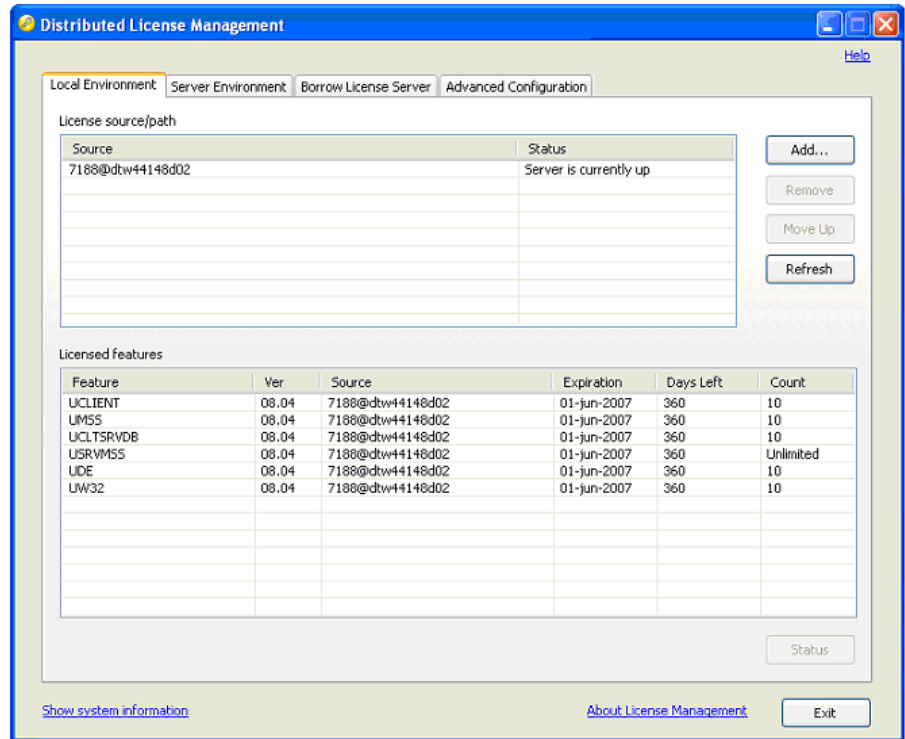 Distributed License Management
Help
Local Environment Server Environment Borrow License Server Advanced Configuration
License source/path
Source Status
7188@dtw44148d02 Server is currently up
Add...
Remove
Move Up
Refresh
Licensed features
Feature Ver Source Expiration Days Left Count
UCLIENT 08.04 7188@dtw44148d02 01-jun-2007 360 10
UMSS 08.04 7188@dtw44148d02 01-jun-2007 360 10
UCLTSRVDB 08.04 7188@dtw44148d02 01-jun-2007 360 10
USRVMSS 08.04 7188@dtw44148d02 01-jun-2007 360 Unlimited
UDE 08.04 7188@dtw44148d02 01-jun-2007 360 10
UW32 08.04 7188@dtw44148d02 01-jun-2007 360 10
Status
Show system information About License Management Exit